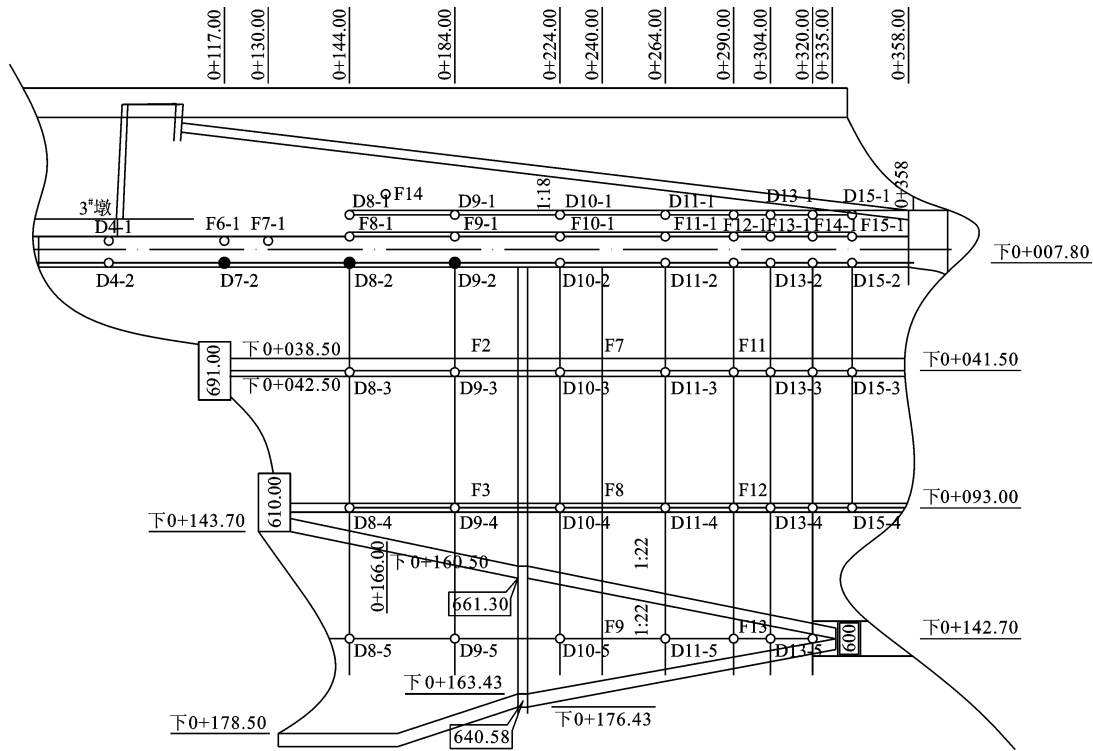 0+117.00
0+130.00
0+144.00
0+184.00
0+224.00
0+240.00
0+264.00
0+290.00
0+304.00
0+320.00
0+335.00
0+358.00
1:18
0+358
D8-1
F14
D9-1
D10-1
D11-1
D13-1
D15-1
3#墩
D4-1
F6-1
F7-1
F8-1
F9-1
F10-1
F11-1
F12-1
F13-1
F14-1
F15-1
下0+007.80
D4-2
D7-2
D8-2
D9-2
D10-2
D11-2
D13-2
D15-2
691.00
下0+038.50
F2
F7
F11
下0+041.50
下0+042.50
D8-3
D9-3
D10-3
D11-3
D13-3
D15-3
610.00
F3
F8
F12
下0+093.00
下0+143.70
D8-4
D9-4
D10-4
D11-4
D13-4
D15-4
0+166.00
下0+160.50
1:22
661.30
1:22
F9
F13
600
下0+142.70
D8-5
D9-5
D10-5
D11-5
D13-5
下0+163.43
下0+178.50
640.58
下0+176.43